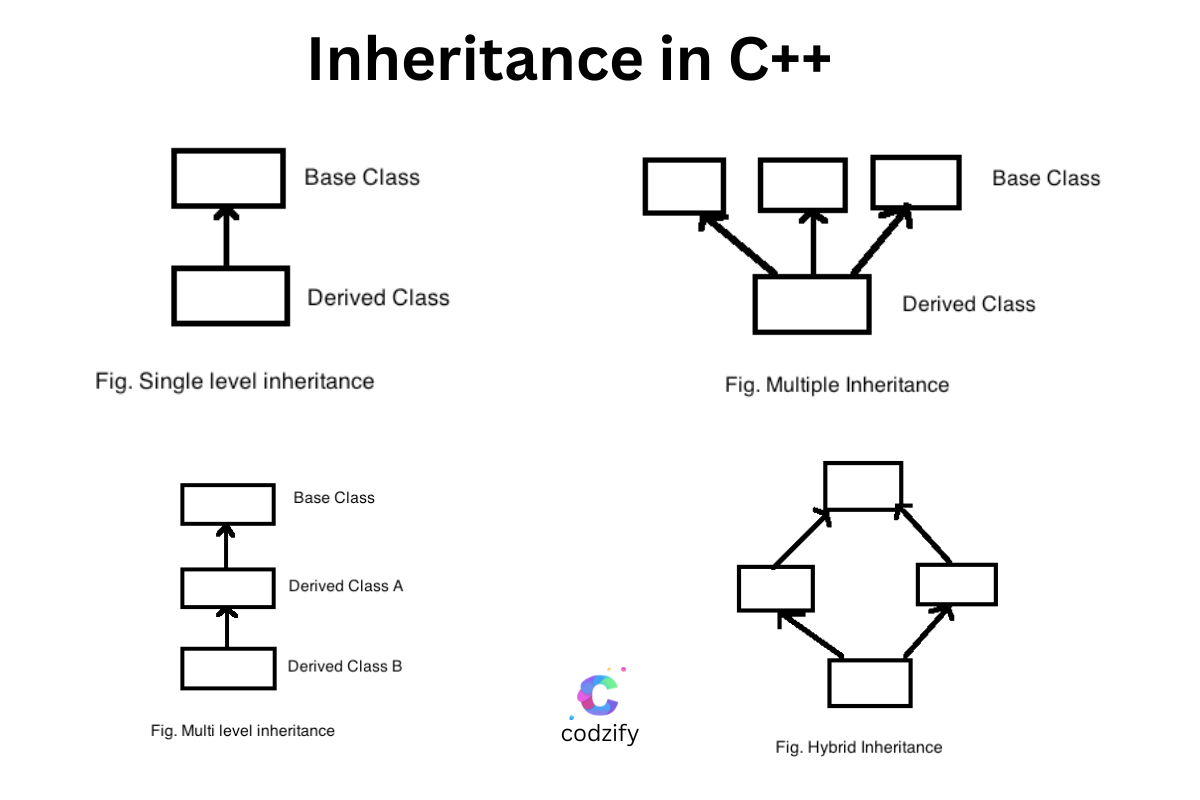 Inheritance in C++
Base Class
Derived Class
Fig. Single level inheritance
Base Class
Derived Class
Fig. Multiple Inheritance
Base Class
Derived Class A
Derived Class B
Fig. Multi level inheritance
codzify
Fig. Hybrid Inheritance